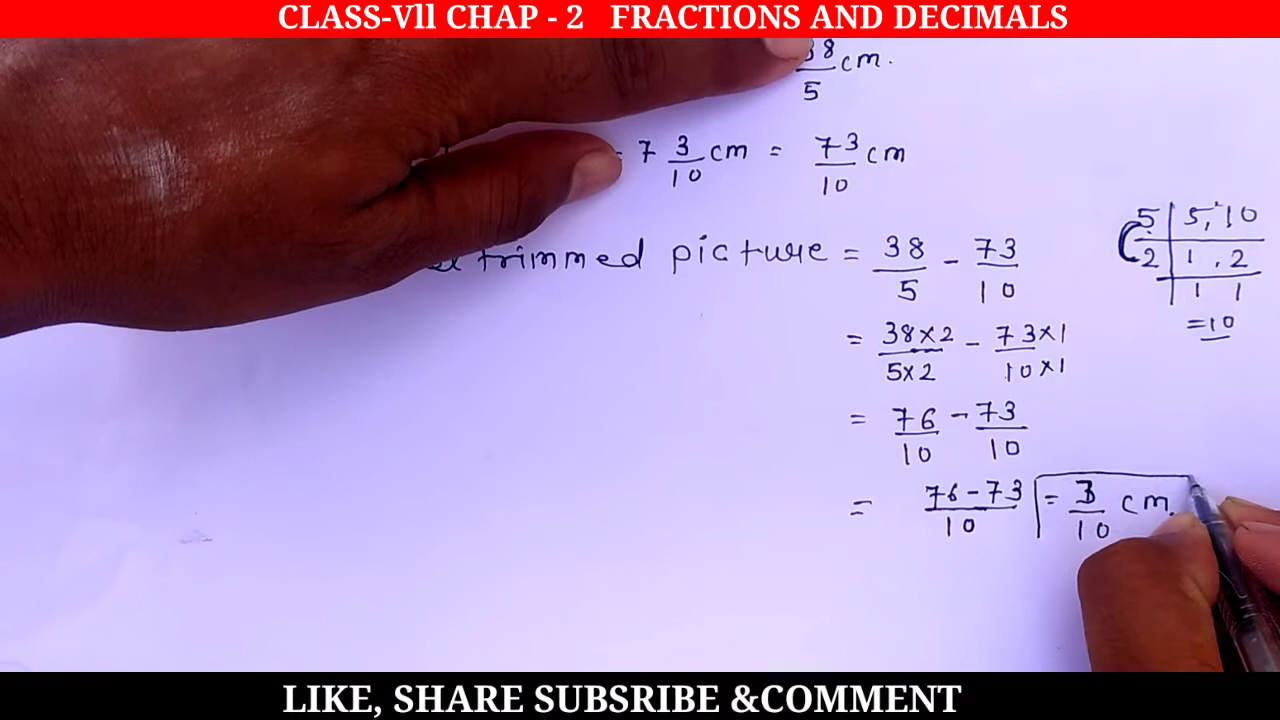 CLASS-Vll CHAP - 2 FRACTIONS AND DECIMALS
38/5 cm.
= 7 3/10 cm = 73/10 cm
trimmed picture = 38/5 - 73/10
= 38×2/5×2 - 73×1/10×1
= 76/10 - 73/10
= 76-73/10 = 3/10 cm.
5 | 5, 10
2 | 1, 2
| 1 1
=10
LIKE, SHARE SUBSRIBE &COMMENT